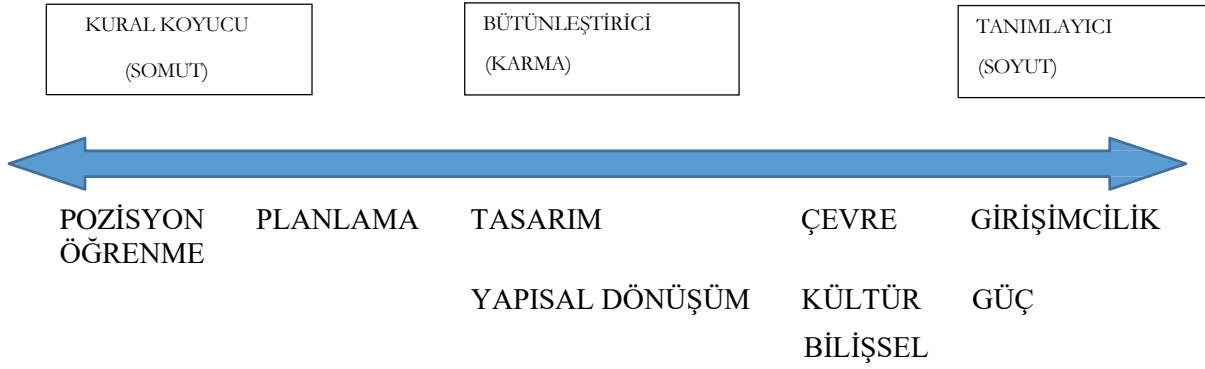 KURAL KOYUCU
(SOMUT)
BÜTÜNLEŞTİRİCİ
(KARMA)
TANIMLAYICI
(SOYUT)
POZİSYON PLANLAMA TASARIM ÇEVRE GİRİŞİMCİLİK
ÖĞRENME
YAPISAL DÖNÜŞÜM KÜLTÜR GÜÇ
BİLİŞSEL